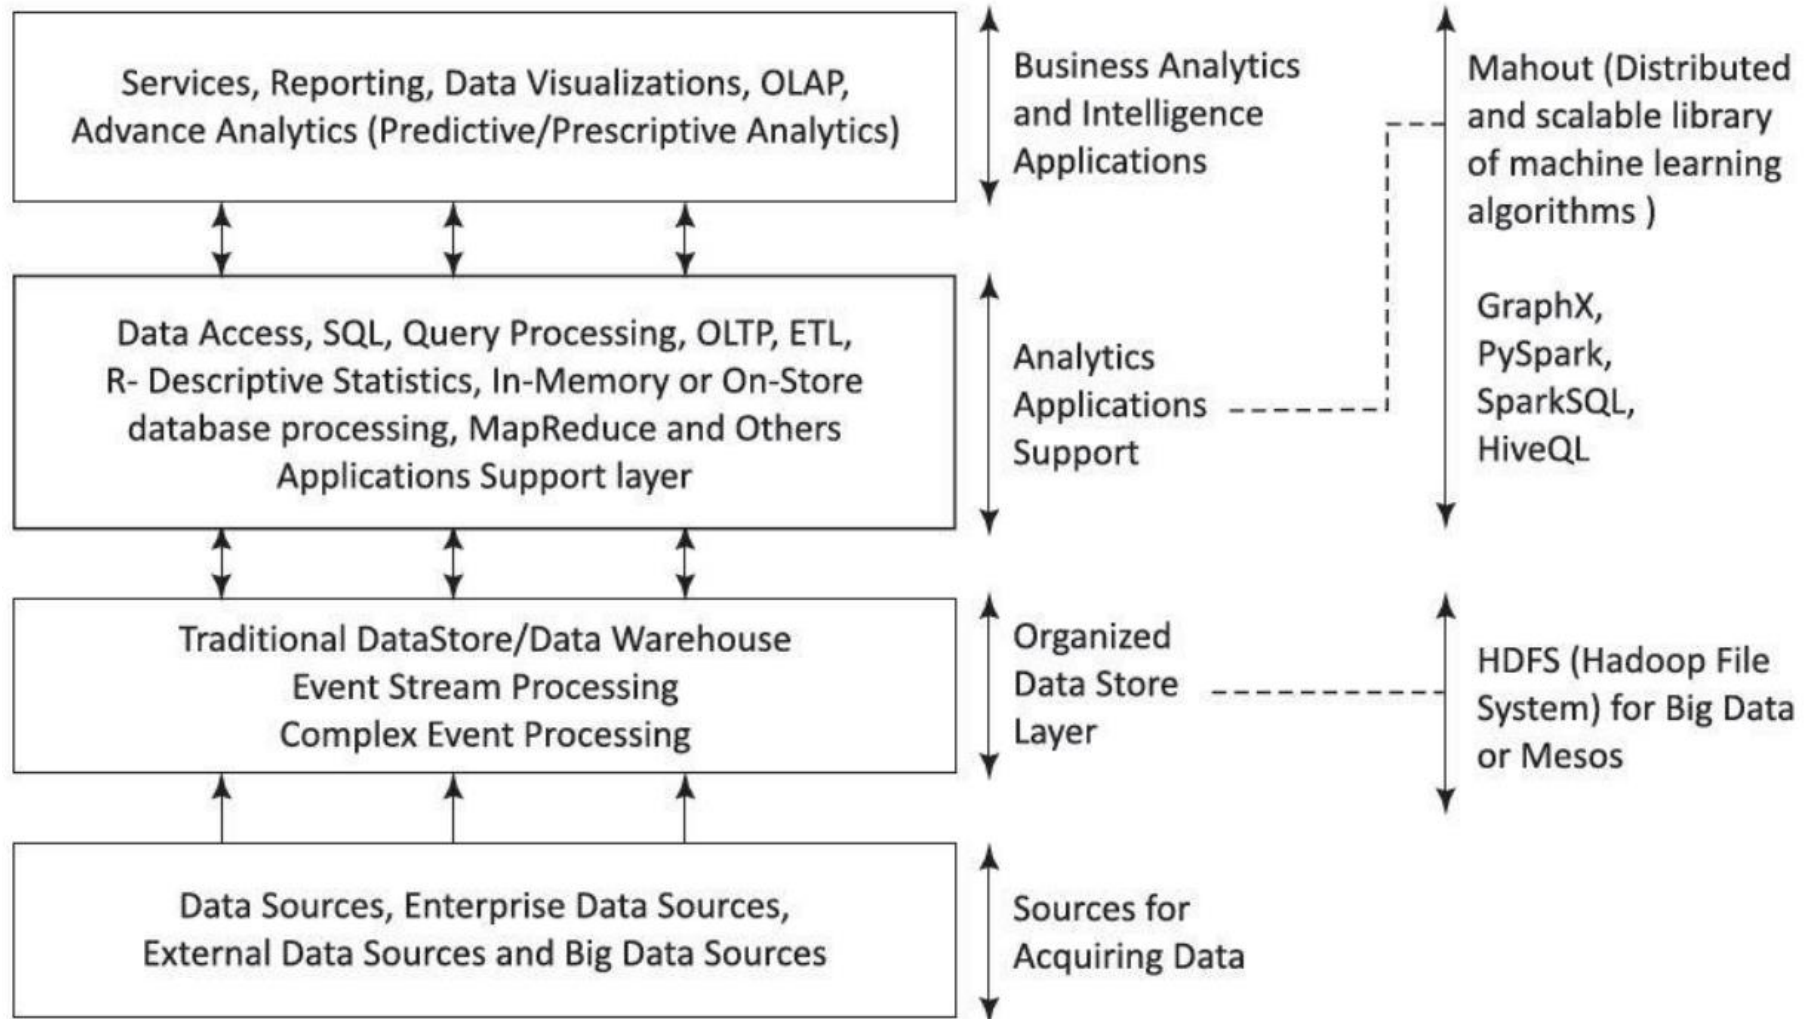 Services, Reporting, Data Visualizations, OLAP,
Advance Analytics (Predictive/Prescriptive Analytics)
Business Analytics
and Intelligence
Applications
Mahout (Distributed
and scalable library
of machine learning
algorithms )
GraphX,
PySpark,
SparkSQL,
HiveQL
Data Access, SQL, Query Processing, OLTP, ETL,
R- Descriptive Statistics, In-Memory or On-Store
database processing, MapReduce and Others
Applications Support layer
Analytics
Applications
Support
Traditional DataStore/Data Warehouse
Event Stream Processing
Complex Event Processing
Organized
Data Store
Layer
HDFS (Hadoop File
System) for Big Data
or Mesos
Data Sources, Enterprise Data Sources,
External Data Sources and Big Data Sources
Sources for
Acquiring Data